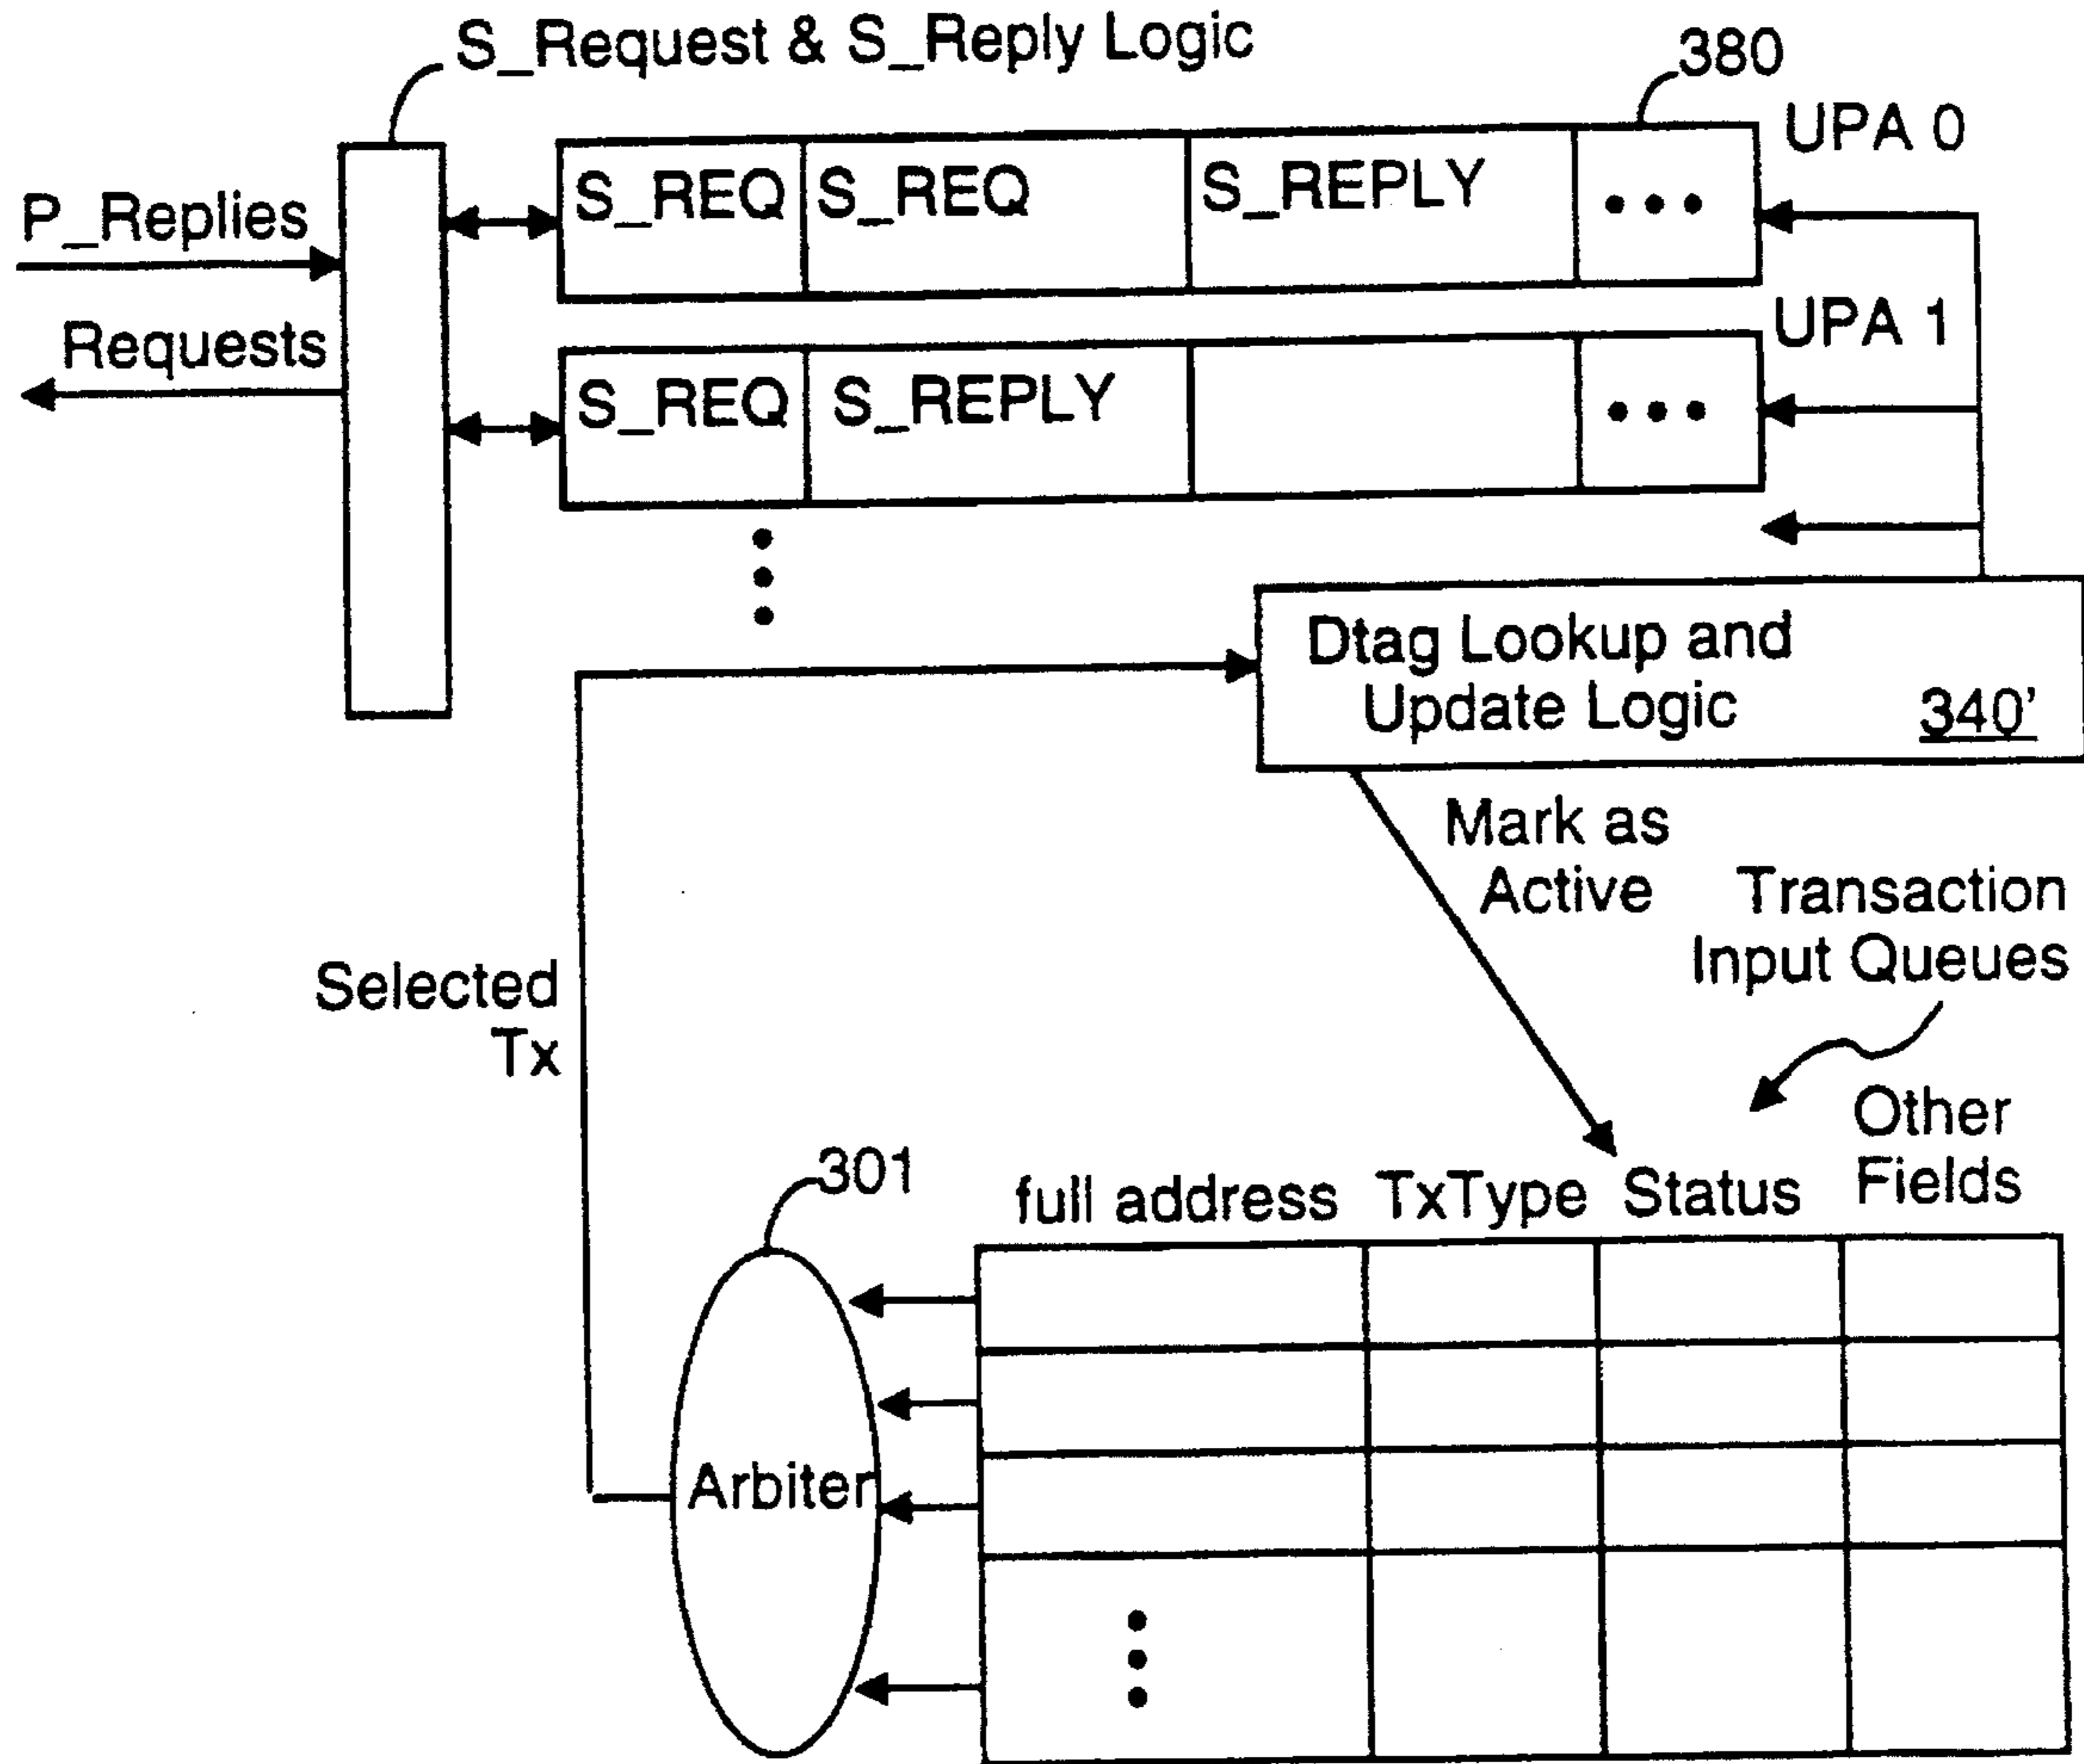 S_Request & S_Reply Logic
380
UPA 0
S_REQ
S_REQ
S_REPLY
•••
P_Replies
Requests
UPA 1
S_REQ
S_REPLY
•••
Dtag Lookup and
Update Logic
340'
Mark as
Active
Transaction
Input Queues
Selected
Tx
Other
Fields
301
full address
TxType
Status
Arbiter